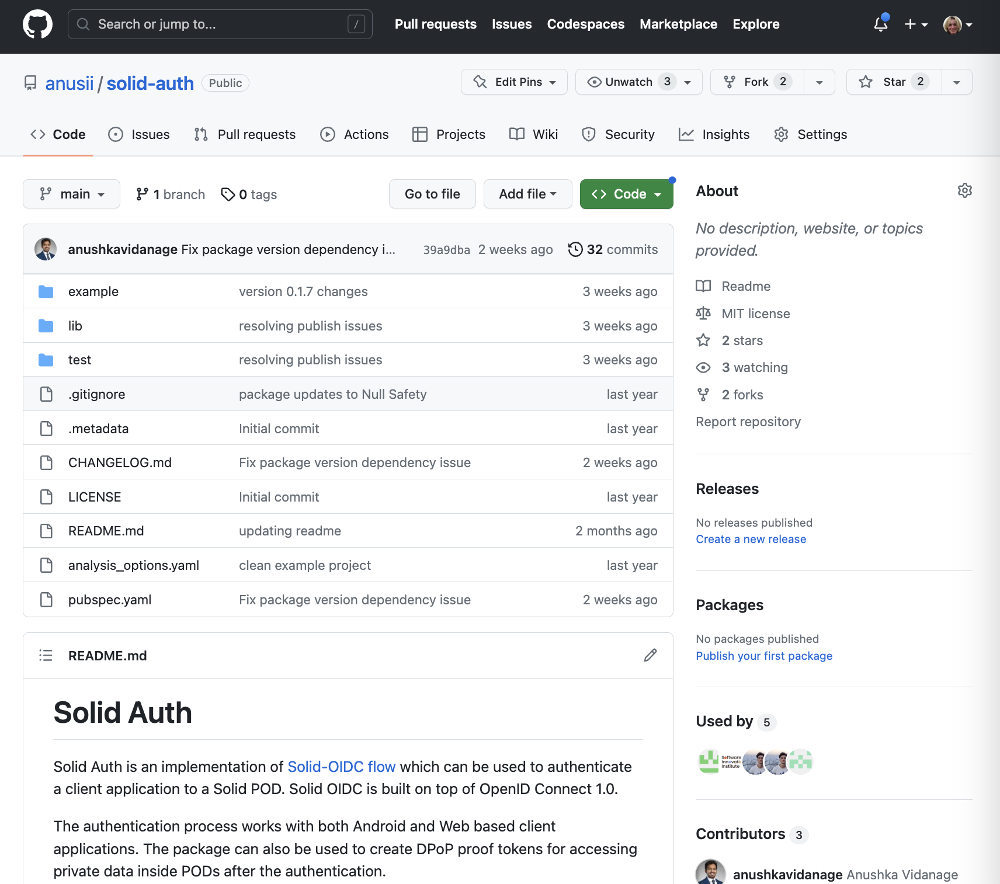 Search or jump to... /
Pull requests Issues Codespaces Marketplace Explore
anusii / solid-auth Public
Edit Pins Unwatch 3 Fork 2 Star 2
Code Issues Pull requests Actions Projects Wiki Security Insights Settings
main 1 branch 0 tags Go to file Add file Code
anushkavidanage Fix package version dependency i... 39a9dba 2 weeks ago 32 commits
example version 0.1.7 changes 3 weeks ago
lib resolving publish issues 3 weeks ago
test resolving publish issues 3 weeks ago
.gitignore package updates to Null Safety last year
.metadata Initial commit last year
CHANGELOG.md Fix package version dependency issue 2 weeks ago
LICENSE Initial commit last year
README.md updating readme 2 months ago
analysis_options.yaml clean example project last year
pubspec.yaml Fix package version dependency issue 2 weeks ago
README.md
Solid Auth
Solid Auth is an implementation of Solid-OIDC flow which can be used to authenticate
a client application to a Solid POD. Solid OIDC is built on top of OpenID Connect 1.0.
The authentication process works with both Android and Web based client
applications. The package can also be used to create DPoP proof tokens for accessing
private data inside PODs after the authentication.
About
No description, website, or topics
provided.
Readme
MIT license
2 stars
3 watching
2 forks
Report repository
Releases
No releases published
Create a new release
Packages
No packages published
Publish your first package
Used by 5
Software
Innovati
Institute
Contributors 3
anushkavidanage Anushka Vidanage